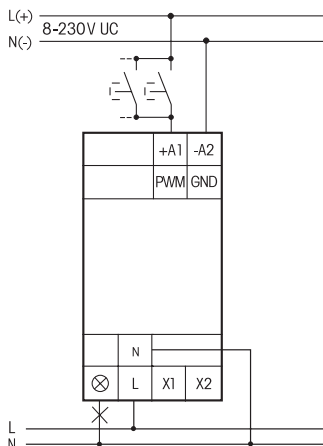 L(+)
8-230V UC
N(-)
+A1 -A2
PWM GND
N
L X1 X2
L
N